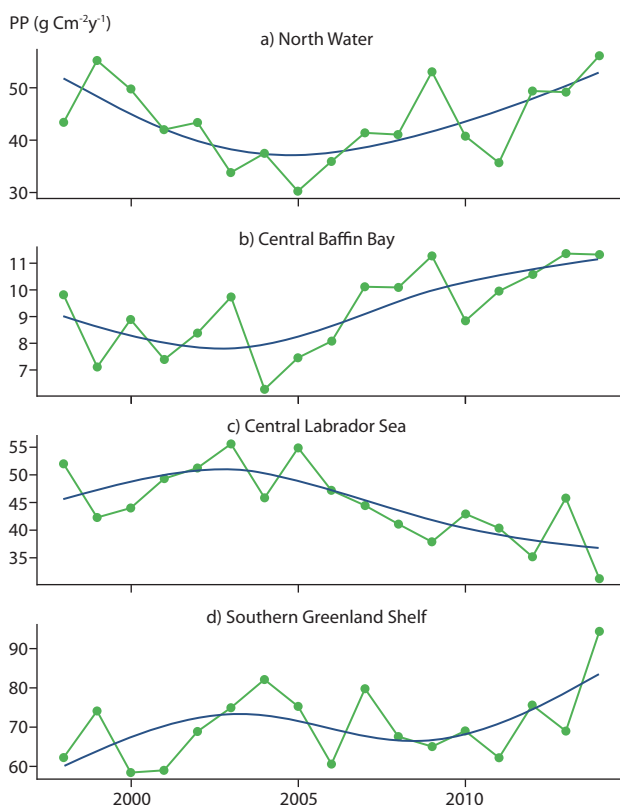 PP (g Cm⁻²y⁻¹)
a) North Water
50
40
30
b) Central Baffin Bay
11
10
9
8
7
c) Central Labrador Sea
55
50
45
40
35
d) Southern Greenland Shelf
90
80
70
60
2000 2005 2010